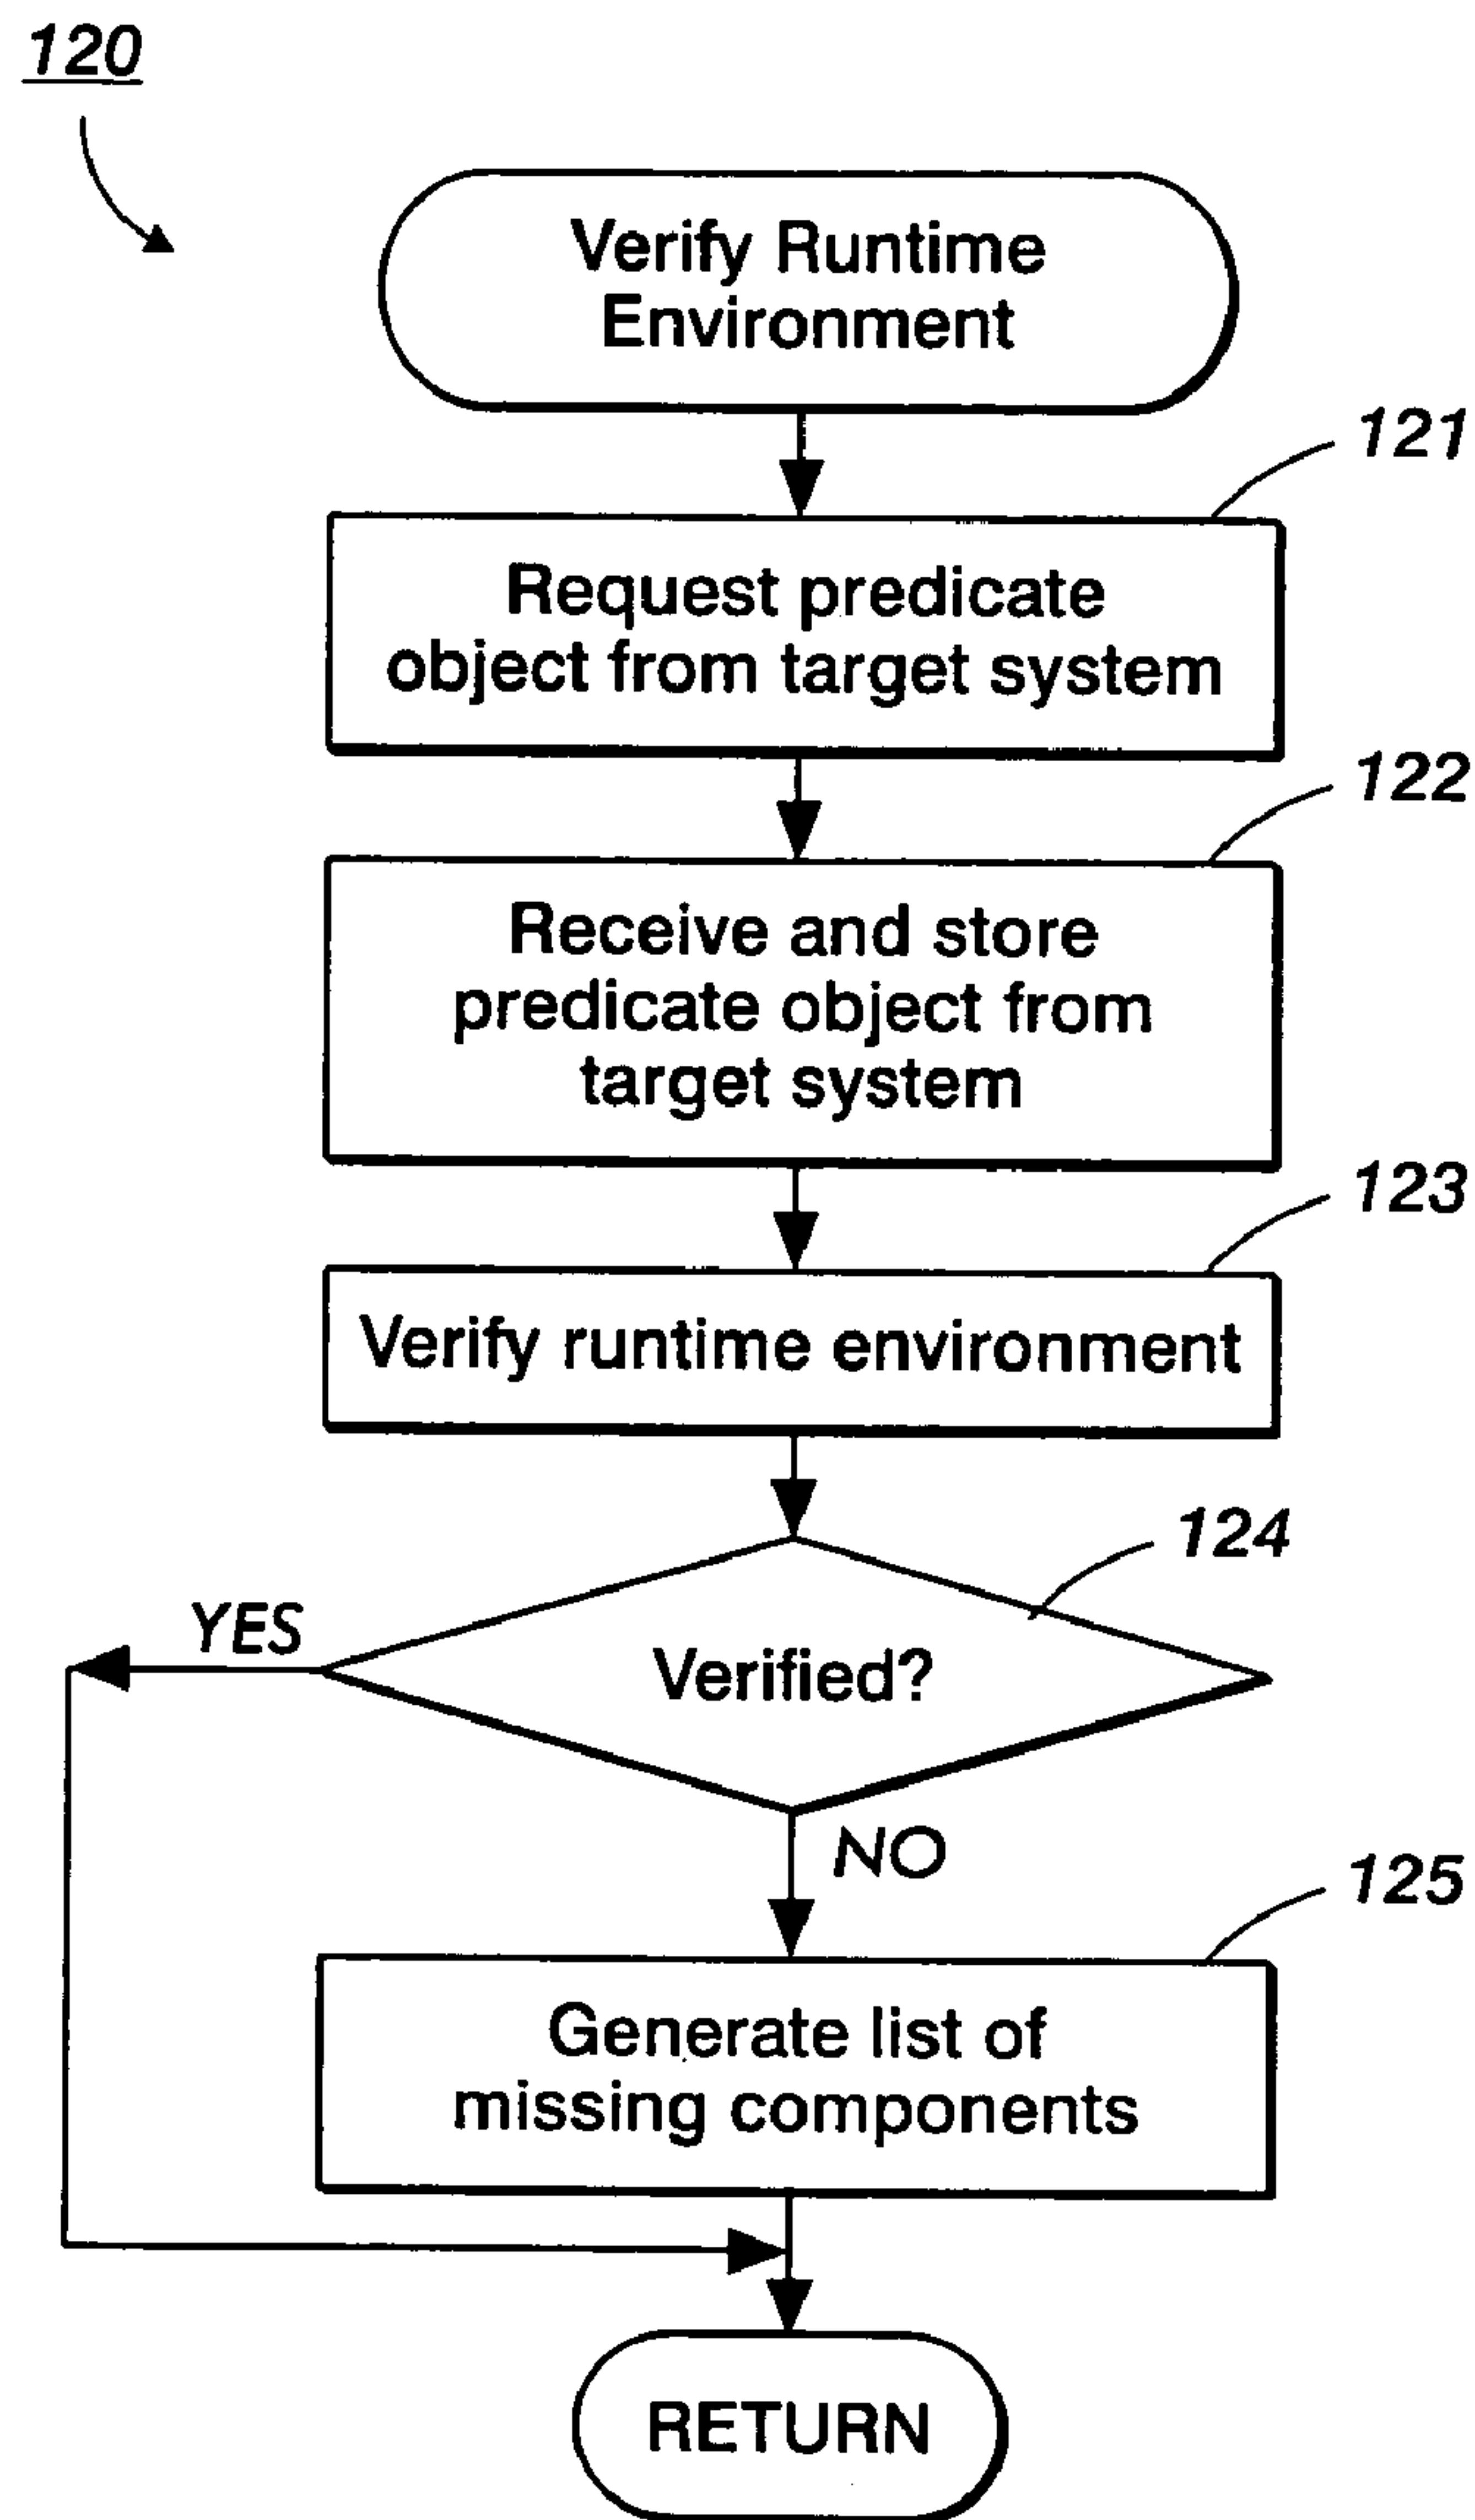 120
Verify Runtime
Environment
121
Request predicate
object from target system
122
Receive and store
predicate object from
target system
123
Verify runtime environment
124
YES
Verified?
NO
125
Generate list of
missing components
RETURN